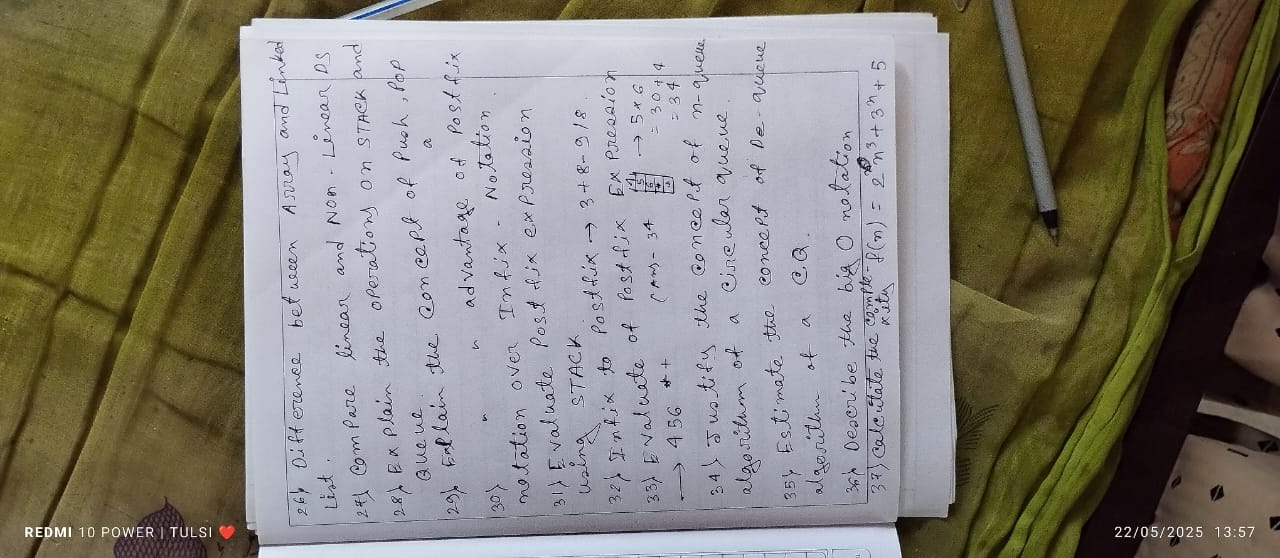 26) Difference between Array and Linked
List.
27) Compare linear and Non-Linear DS
28) Explain the operations on STACK and
Queue.
29) Explain the concept of Push, Pop
30) " " advantage of Postfix
notation over Infix-Notation.
31) Evaluate Postfix expression
using STACK
32) Infix to Postfix → 3+8-9/8.
33) Evaluate of Postfix Expression
→ 456 *+ (Ans- 34 → 5*6
= 30+4
= 34
34) Justify the concept of n-queue
algorithm of a circular queue.
35) Estimate the concept of De-queue
algorithm of a C.Q.
36) Describe the big O notation
37) Calculate the comple-
xity f(n) = 2 n³+3ⁿ+5
REDMI 10 POWER | TULSI ❤
22/05/2025 13:57